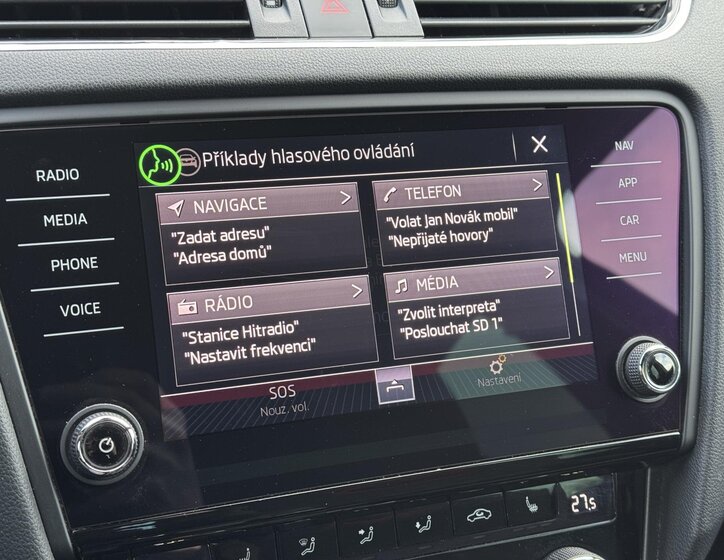 Příklady hlasového ovládání
RADIO
MEDIA
PHONE
VOICE
NAVIGACE
"Zadat adresu"
"Adresa domů"
TELEFON
"Volat Jan Novák mobil"
"Nepřijaté hovory"
RÁDIO
"Stanice Hitradio"
"Nastavit frekvenci"
MÉDIA
"Zvolit interpreta"
"Poslouchat SD 1"
SOS
Nouz. vol.
Nastavení
NAV
APP
CAR
MENU
27.5